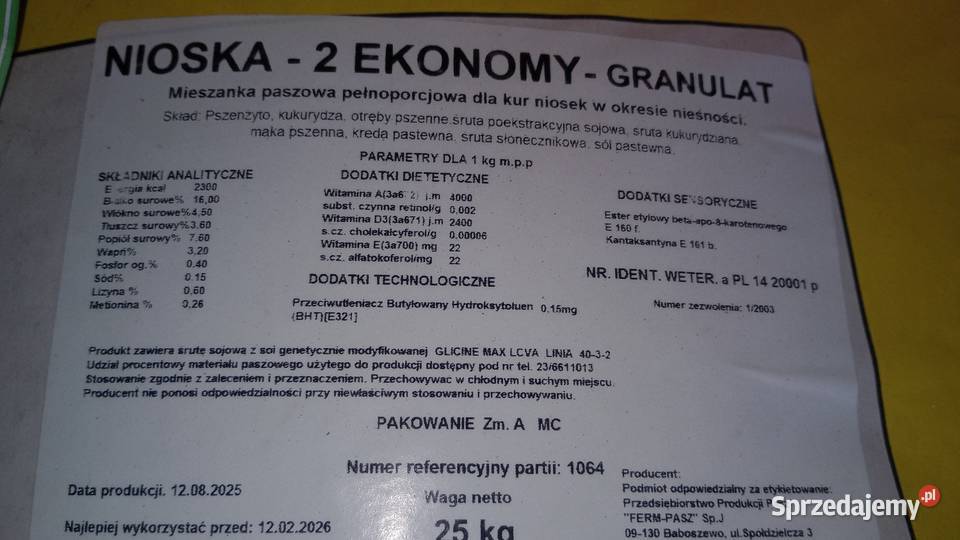 NIOSKA - 2 EKONOMY - GRANULAT
Mieszanka paszowa pełnoporcjowa dla kur niosek w okresie nieśności.
Skład: Pszenżyto, kukurydza, otręby pszenne śruta poekstrakcyjna sojowa, śruta kukurydziana,
maka pszenna, kreda pastewna, śruta słonecznikowa, sól pastewna.
PARAMETRY DLA 1 kg m.p.p
SKŁADNIKI ANALITYCZNE
Energia kcal 2300
Białko surowe% 16,00
Włókno surowe% 4,50
Tłuszcz surowy% 3,60
Popiół surowy% 7,60
Wapń% 3,20
Fosfor og.% 0,40
Sód% 0,15
Lizyna % 0,60
Metionina % 0,26
DODATKI DIETETYCZNE
Witamina A(3a672) j.m 4000
subst. czynna retinol/g 0,002
Witamina D3(3a671) j.m 2400
s.cz. cholekalcyferol/g 0,00006
Witamina E(3a700) mg 22
s.cz. alfatokoferol/mg 22
DODATKI TECHNOLOGICZNE
Przeciwutleniacz Butylowany Hydroksytoluen 0,15mg
(BHT)[E321]
DODATKI SENSORYCZNE
Ester etylowy beta-apo-8-karotenowego
E 160 f.
Kantaksantyna E 161 b.
NR. IDENT. WETER. a PL 14 20001 p
Numer zezwolenia: 1/2003
Produkt zawiera śrutę sojową z soi genetycznie modyfikowanej GLICINE MAX LCVA LINIA 40-3-2
Udział procentowy materiału paszowego użytego do produkcji dostępny pod nr tel. 23/6611013
Stosowanie zgodnie z zaleceniem i przeznaczeniem. Przechowywac w chłodnym i suchym miejscu.
Producent nie ponosi odpowiedzialności przy niewłaściwym stosowaniu i przechowywaniu.
PAKOWANIE Zm. A MC
Numer referencyjny partii: 1064
Data produkcji. 12.08.2025
Najlepiej wykorzystać przed: 12.02.2026
Waga netto
25 kg
Producent:
Podmiot odpowiedzialny za etykietowanie:
Przedsiębiorstwo Produkcji
"FERM-PASZ" Sp.J
09-130 Baboszewo, ul.Spółdzielcza 3
Sprzedajemy.pl